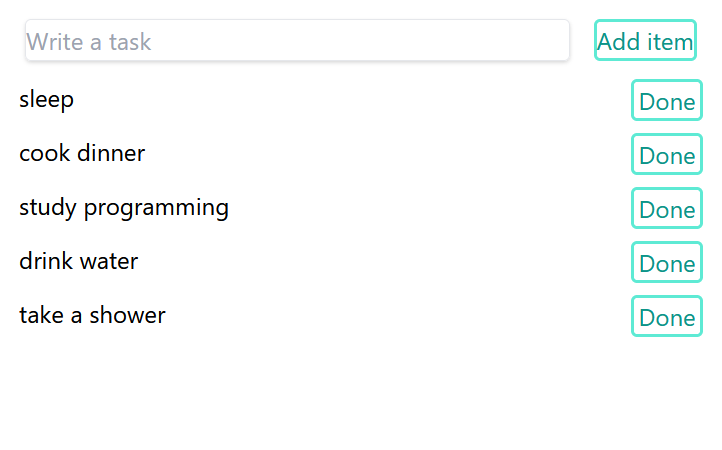 Write a task Add item
sleep Done
cook dinner Done
study programming Done
drink water Done
take a shower Done